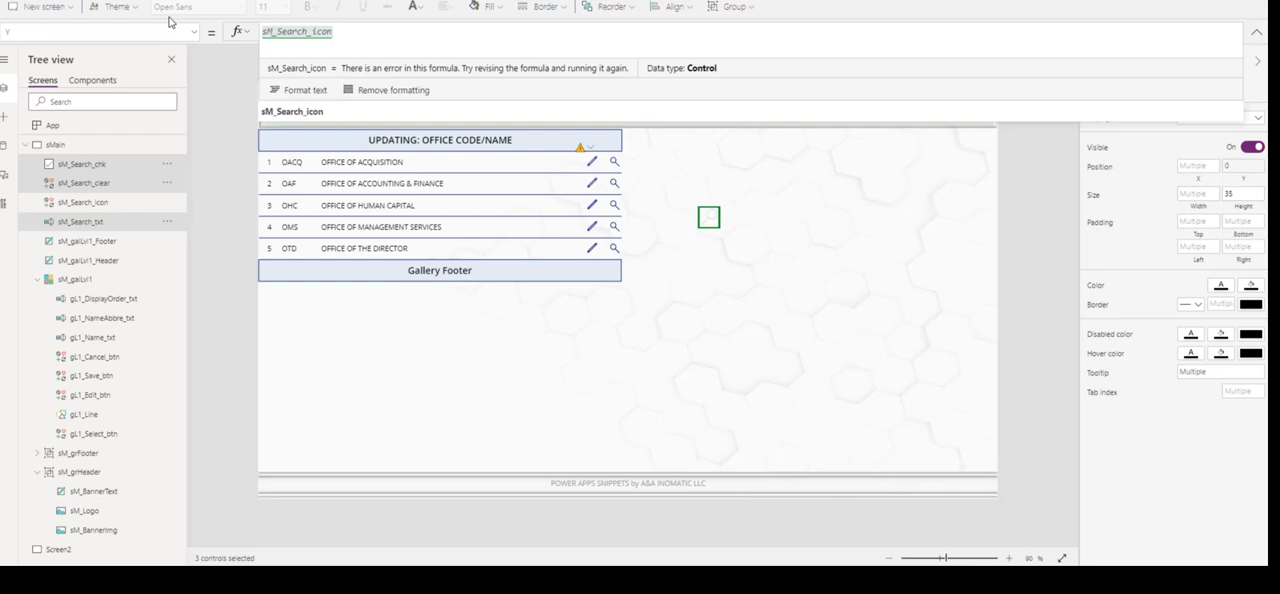 New screen Theme Open Sans 11 B Fill Border Reorder Align Group
Y = fx sM_Search_icon
sM_Search_icon = There is an error in this formula. Try revising the formula and running it again. Data type: Control
Format text Remove formatting
sM_Search_icon
Tree view
Screens Components
Search
App
sMain
sM_Search_chk
sM_Search_clear
sM_Search_icon
sM_Search_txt
sM_galLvl1_Footer
sM_galLvl1_Header
sM_galLvl1
gL1_DisplayOrder_txt
gL1_NameAbbre_txt
gL1_Name_txt
gL1_Cancel_btn
gL1_Save_btn
gL1_Edit_btn
gL1_Line
gL1_Select_btn
sM_grFooter
sM_grHeader
sM_BannerText
sM_Logo
sM_BannerImg
Screen2
UPDATING: OFFICE CODE/NAME
1 OACQ OFFICE OF ACQUISITION
2 OAF OFFICE OF ACCOUNTING & FINANCE
3 OHC OFFICE OF HUMAN CAPITAL
4 OMS OFFICE OF MANAGEMENT SERVICES
5 OTD OFFICE OF THE DIRECTOR
Gallery Footer
POWER APPS SNIPPETS by A&A INOMATIC LLC
3 controls selected
90 %
Visible On
Position Multiple 0
X Y
Size Multiple 35
Width Height
Padding Multiple Multiple
Top Bottom
Multiple Multiple
Left Right
Color A
Border Multipl
Disabled color A
Hover color A
Tooltip Multiple
Tab index Multiple